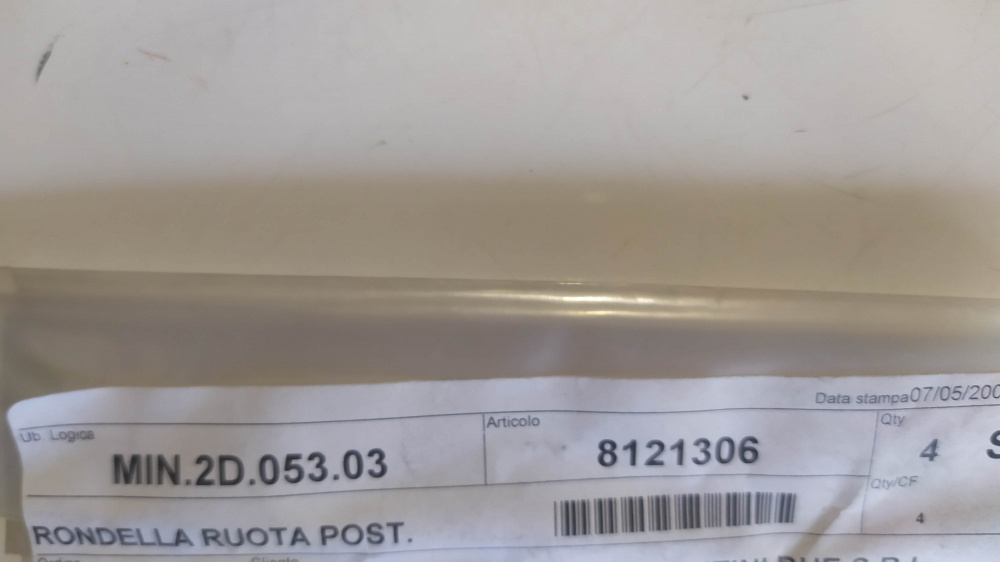 Data stampa07/05/200
Ub. Logica
Articolo
Qty
MIN.2D.053.03
8121306
4
Qty/CF
4
RONDELLA RUOTA POST.